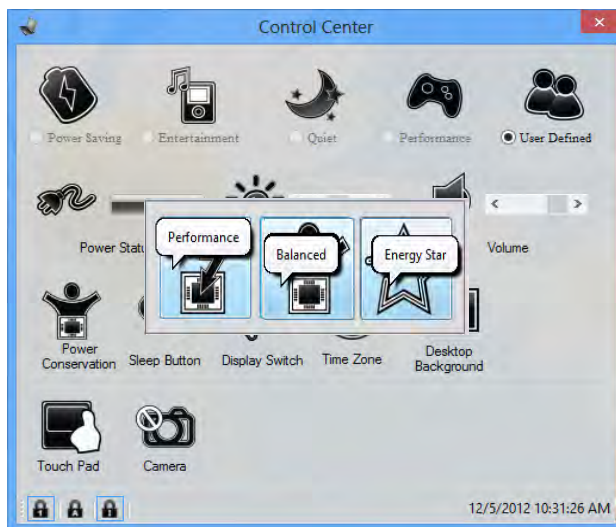 Control Center
Power Saving
Entertainment
Quiet
Performance
User Defined
Power Statu
Volume
Performance
Balanced
Energy Star
Power
Conservation
Sleep Button
Display Switch
Time Zone
Desktop
Background
Touch Pad
Camera
A
1
12/5/2012 10:31:26 AM